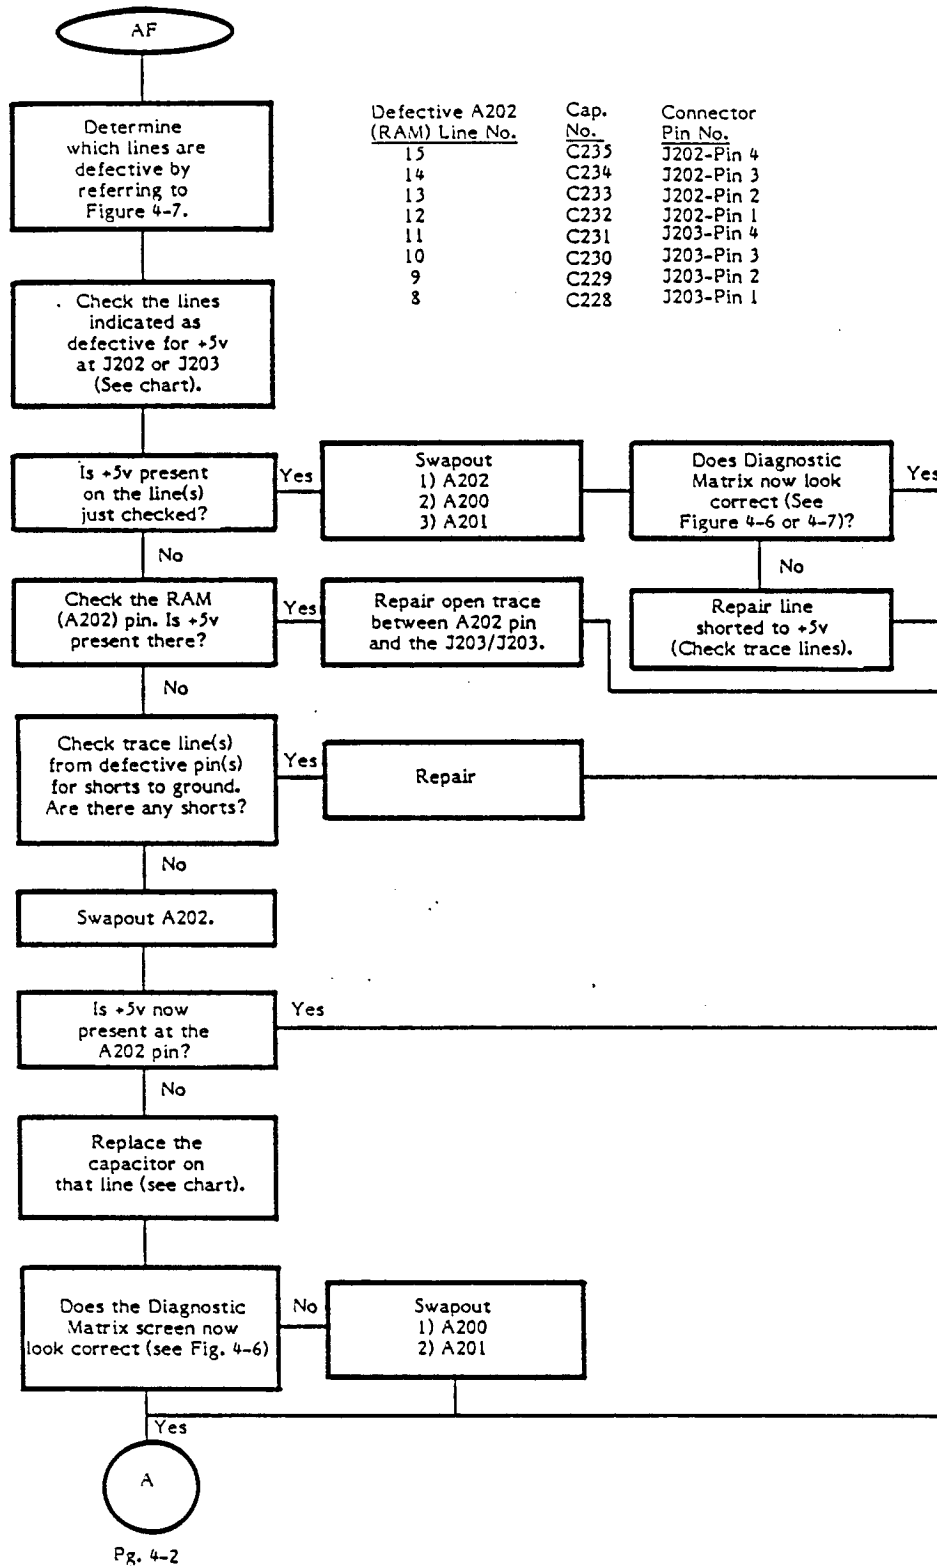 AF
Determine
which lines are
defective by
referring to
Figure 4-7.
Defective A202 Cap. Connector
(RAM) Line No. No. Pin No.
15 C235 J202-Pin 4
14 C234 J202-Pin 3
13 C233 J202-Pin 2
12 C232 J202-Pin 1
11 C231 J203-Pin 4
10 C230 J203-Pin 3
9 C229 J203-Pin 2
8 C228 J203-Pin 1
Check the lines
indicated as
defective for +5v
at J202 or J203
(See chart).
Is +5v present
on the line(s)
just checked?
Yes
Swapout
1) A202
2) A200
3) A201
Does Diagnostic
Matrix now look
correct (See
Figure 4-6 or 4-7)?
Yes
No
No
Check the RAM
(A202) pin. Is +5v
present there?
Yes
Repair open trace
between A202 pin
and the J203/J203.
Repair line
shorted to +5v
(Check trace lines).
No
Check trace line(s)
from defective pin(s)
for shorts to ground.
Are there any shorts?
Yes
Repair
No
Swapout A202.
Is +5v now
present at the
A202 pin?
Yes
No
Replace the
capacitor on
that line (see chart).
Does the Diagnostic
Matrix screen now
look correct (see Fig. 4-6)
No
Swapout
1) A200
2) A201
Yes
A
Pg. 4-2